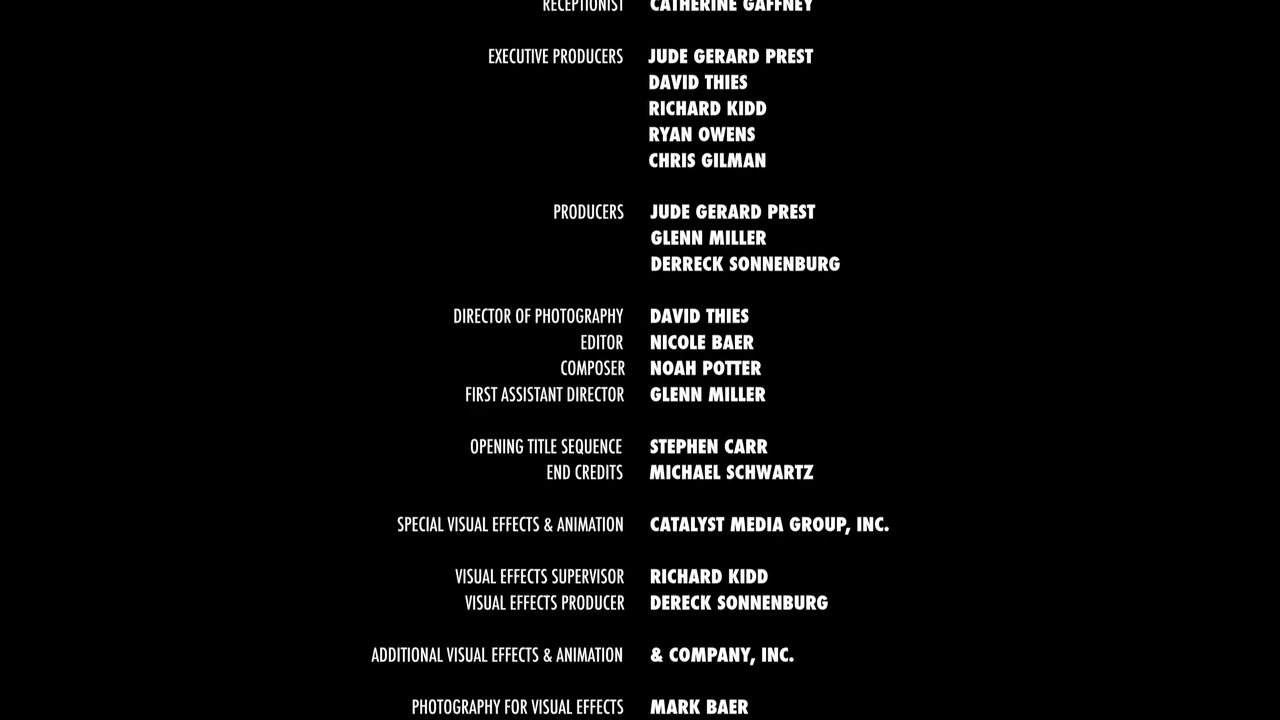 RECEPTIONIST CATHERINE GAFFNEY
EXECUTIVE PRODUCERS JUDE GERARD PREST
DAVID THIES
RICHARD KIDD
RYAN OWENS
CHRIS GILMAN
PRODUCERS JUDE GERARD PREST
GLENN MILLER
DERRECK SONNENBURG
DIRECTOR OF PHOTOGRAPHY DAVID THIES
EDITOR NICOLE BAER
COMPOSER NOAH POTTER
FIRST ASSISTANT DIRECTOR GLENN MILLER
OPENING TITLE SEQUENCE STEPHEN CARR
END CREDITS MICHAEL SCHWARTZ
SPECIAL VISUAL EFFECTS & ANIMATION CATALYST MEDIA GROUP, INC.
VISUAL EFFECTS SUPERVISOR RICHARD KIDD
VISUAL EFFECTS PRODUCER DERECK SONNENBURG
ADDITIONAL VISUAL EFFECTS & ANIMATION & COMPANY, INC.
PHOTOGRAPHY FOR VISUAL EFFECTS MARK BAER